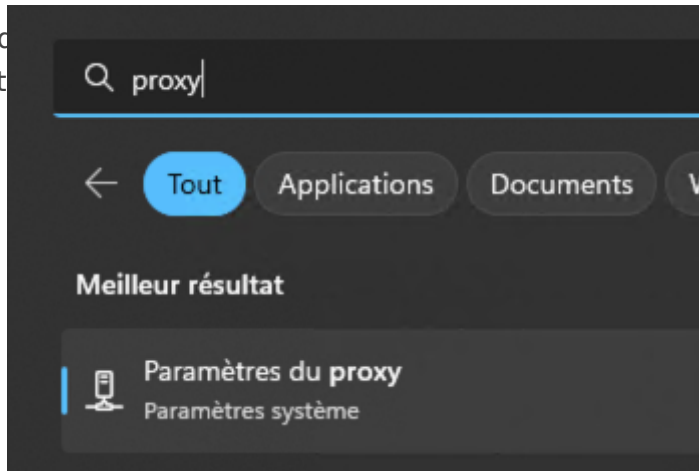 proxy
Tout Applications Documents
Meilleur résultat
Paramètres du proxy
Paramètres système